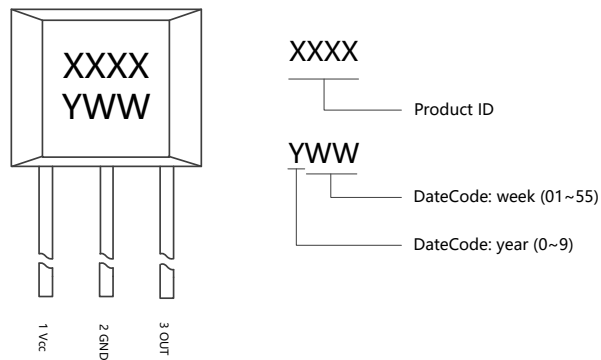 XXXX
YWW
1 Vcc
2 GND
3 OUT
XXXX
Product ID
YWW
DateCode: week (01~55)
DateCode: year (0~9)